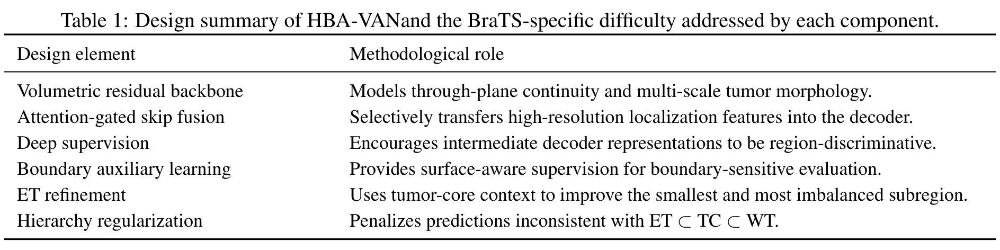 Table 1: Design summary of HBA-VANand the BraTS-specific difficulty addressed by each component.
Design element Methodological role
Volumetric residual backbone Models through-plane continuity and multi-scale tumor morphology.
Attention-gated skip fusion Selectively transfers high-resolution localization features into the decoder.
Deep supervision Encourages intermediate decoder representations to be region-discriminative.
Boundary auxiliary learning Provides surface-aware supervision for boundary-sensitive evaluation.
ET refinement Uses tumor-core context to improve the smallest and most imbalanced subregion.
Hierarchy regularization Penalizes predictions inconsistent with ET ⊂ TC ⊂ WT.